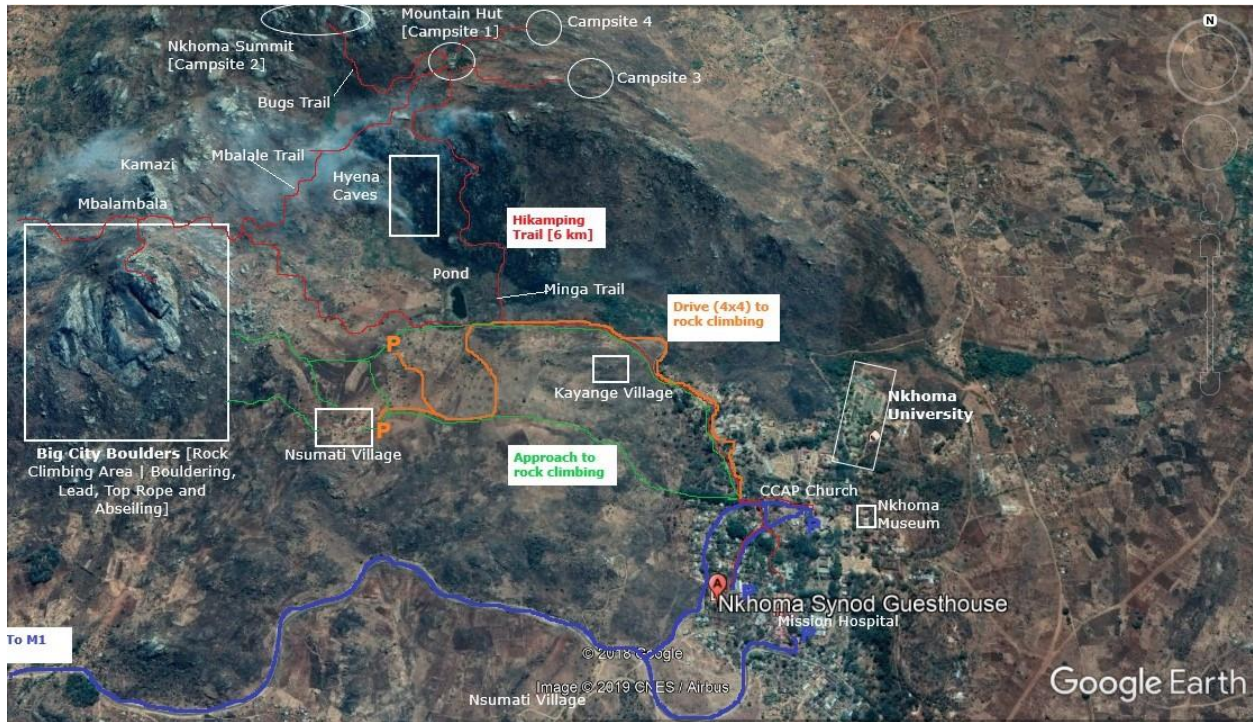 Nkhoma Summit
[Campsite 2]
Mountain Hut
[Campsite 1]
Campsite 4
N
Campsite 3
Bugs Trail
Mbalale Trail
Kamazi
Hyena
Caves
Mbalambala
Hikamping
Trail [6 km]
Pond
Minga Trail
Drive (4x4) to
rock climbing
P
Kayange Village
Nkhoma
University
P
Nsumati Village
Big City Boulders [Rock
Climbing Area | Bouldering,
Lead, Top Rope and
Abseiling]
Approach to
rock climbing
CCAP Church
P
Nkhoma
Museum
A
P
Nkhoma Synod Guesthouse
Mission Hospital
P
To M1
© 2018 Google
Image © 2019 CNES / Airbus
Nsumati Village
Google Earth